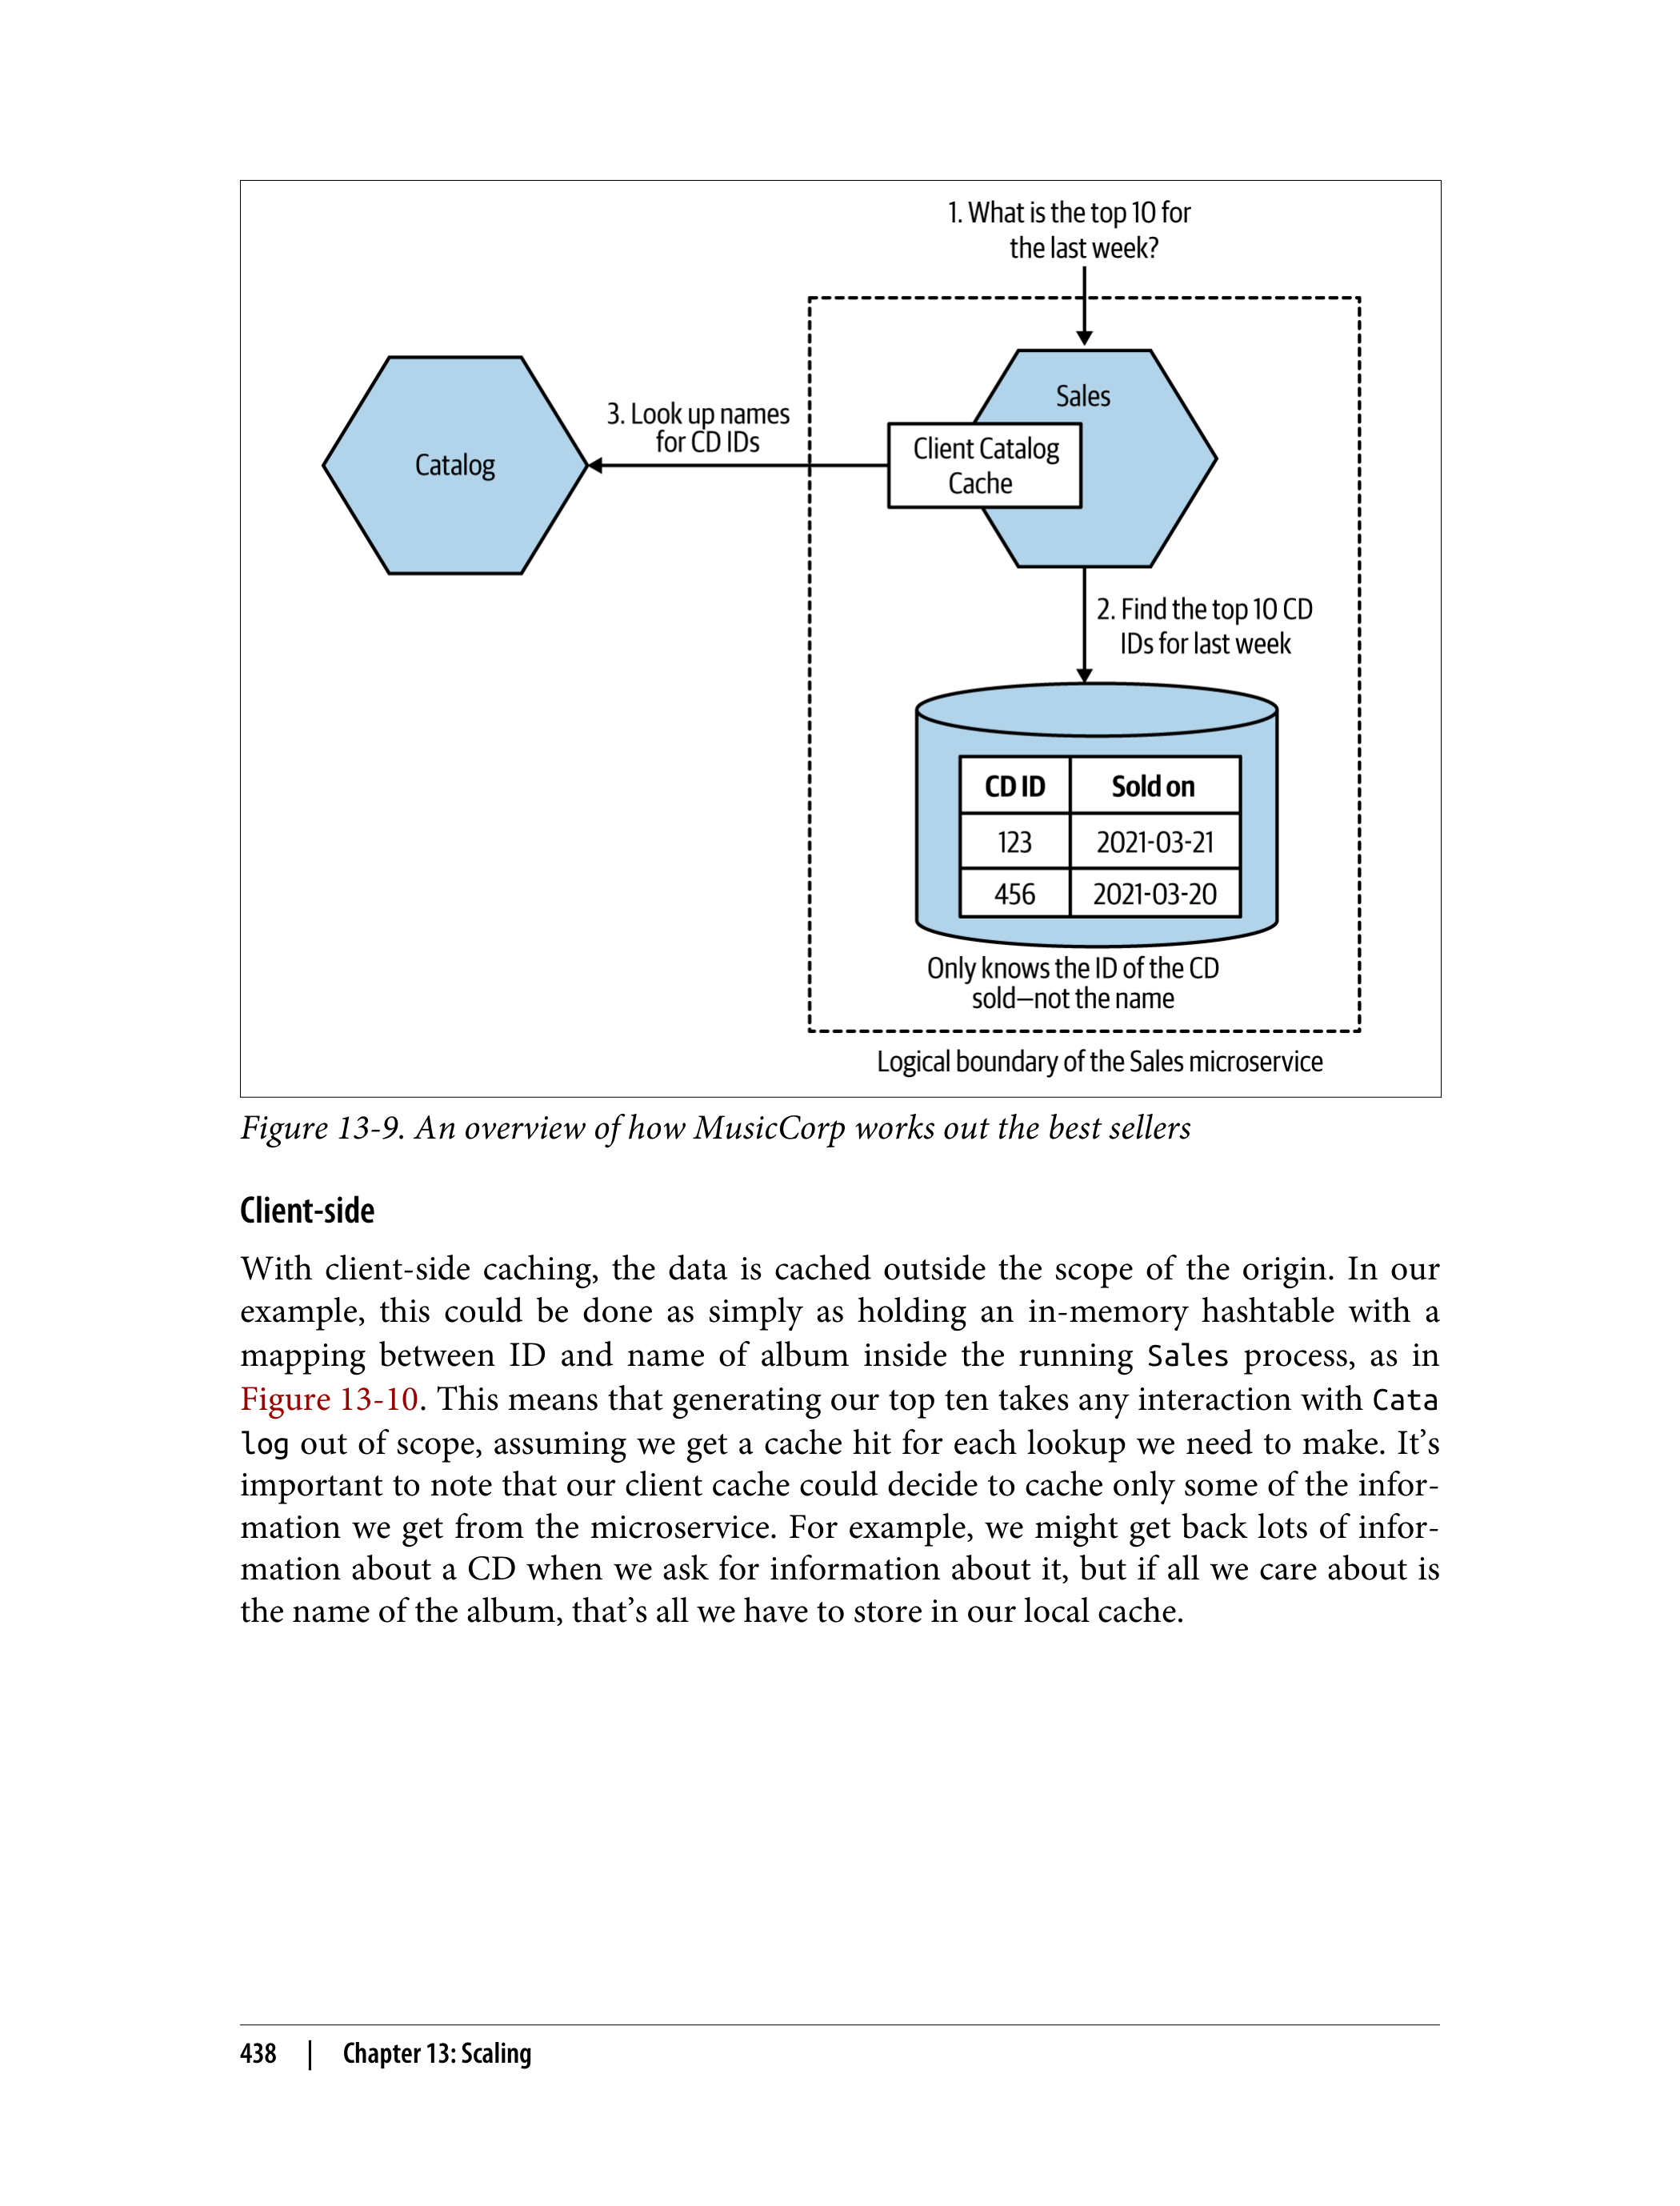 1. What is the top 10 for
the last week?
Sales
3. Look up names
for CD IDs
Client Catalog
Cache
Catalog
2. Find the top 10 CD
IDs for last week
CD ID Sold on
123 2021-03-21
456 2021-03-20
Only knows the ID of the CD
sold—not the name
Logical boundary of the Sales microservice
Figure 13-9. An overview of how MusicCorp works out the best sellers
Client-side
With client-side caching, the data is cached outside the scope of the origin. In our
example, this could be done as simply as holding an in-memory hashtable with a
mapping between ID and name of album inside the running Sales process, as in
Figure 13-10. This means that generating our top ten takes any interaction with Cata
log out of scope, assuming we get a cache hit for each lookup we need to make. It’s
important to note that our client cache could decide to cache only some of the infor-
mation we get from the microservice. For example, we might get back lots of infor-
mation about a CD when we ask for information about it, but if all we care about is
the name of the album, that’s all we have to store in our local cache.
438 | Chapter 13: Scaling